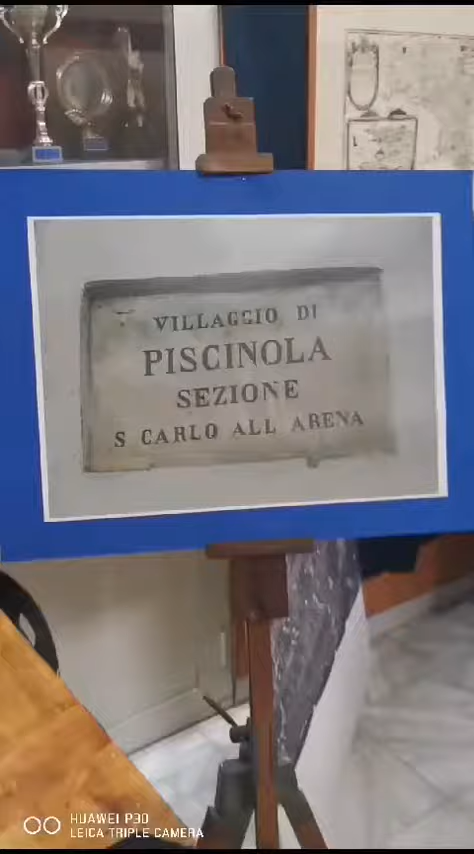 VILLAGGIO DI
PISCINOLA
SEZIONE
S CARLO ALL ARENA
HUAWEI P30
LEICA TRIPLE CAMERA